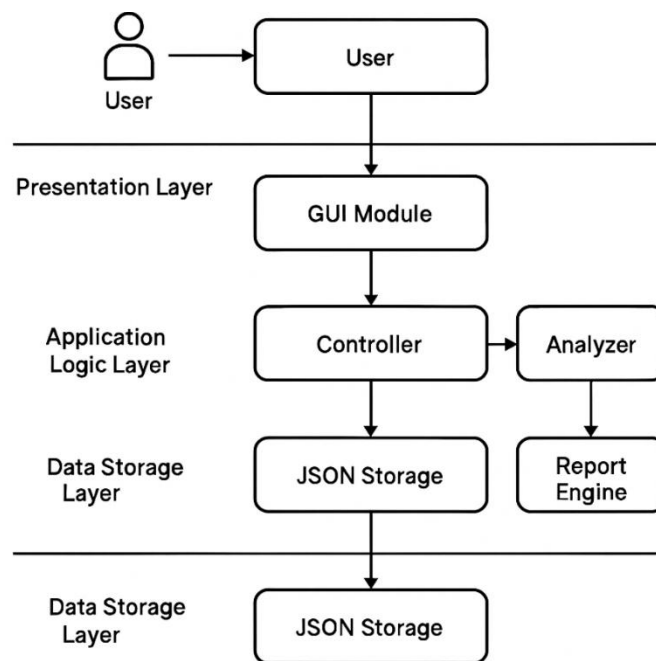 User
User
Presentation Layer
GUI Module
Application
Logic Layer
Controller
Analyzer
Data Storage
Layer
JSON Storage
Report
Engine
Data Storage
Layer
JSON Storage